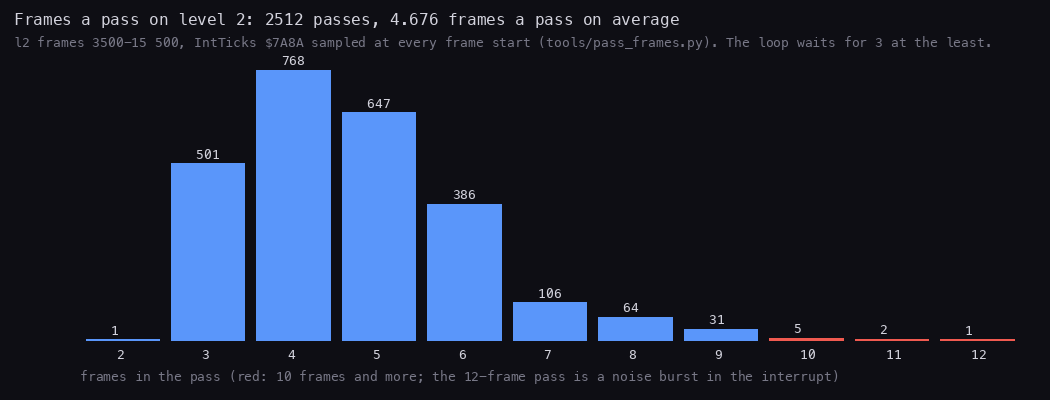 Frames a pass on level 2: 2512 passes, 4.676 frames a pass on average
l2 frames 3500–15 500, IntTicks $7A8A sampled at every frame start (tools/pass_frames.py). The loop waits for 3 at the least.
768
647
501
386
106
64
31
5
2
1
1
2 3 4 5 6 7 8 9 10 11 12
frames in the pass (red: 10 frames and more; the 12-frame pass is a noise burst in the interrupt)